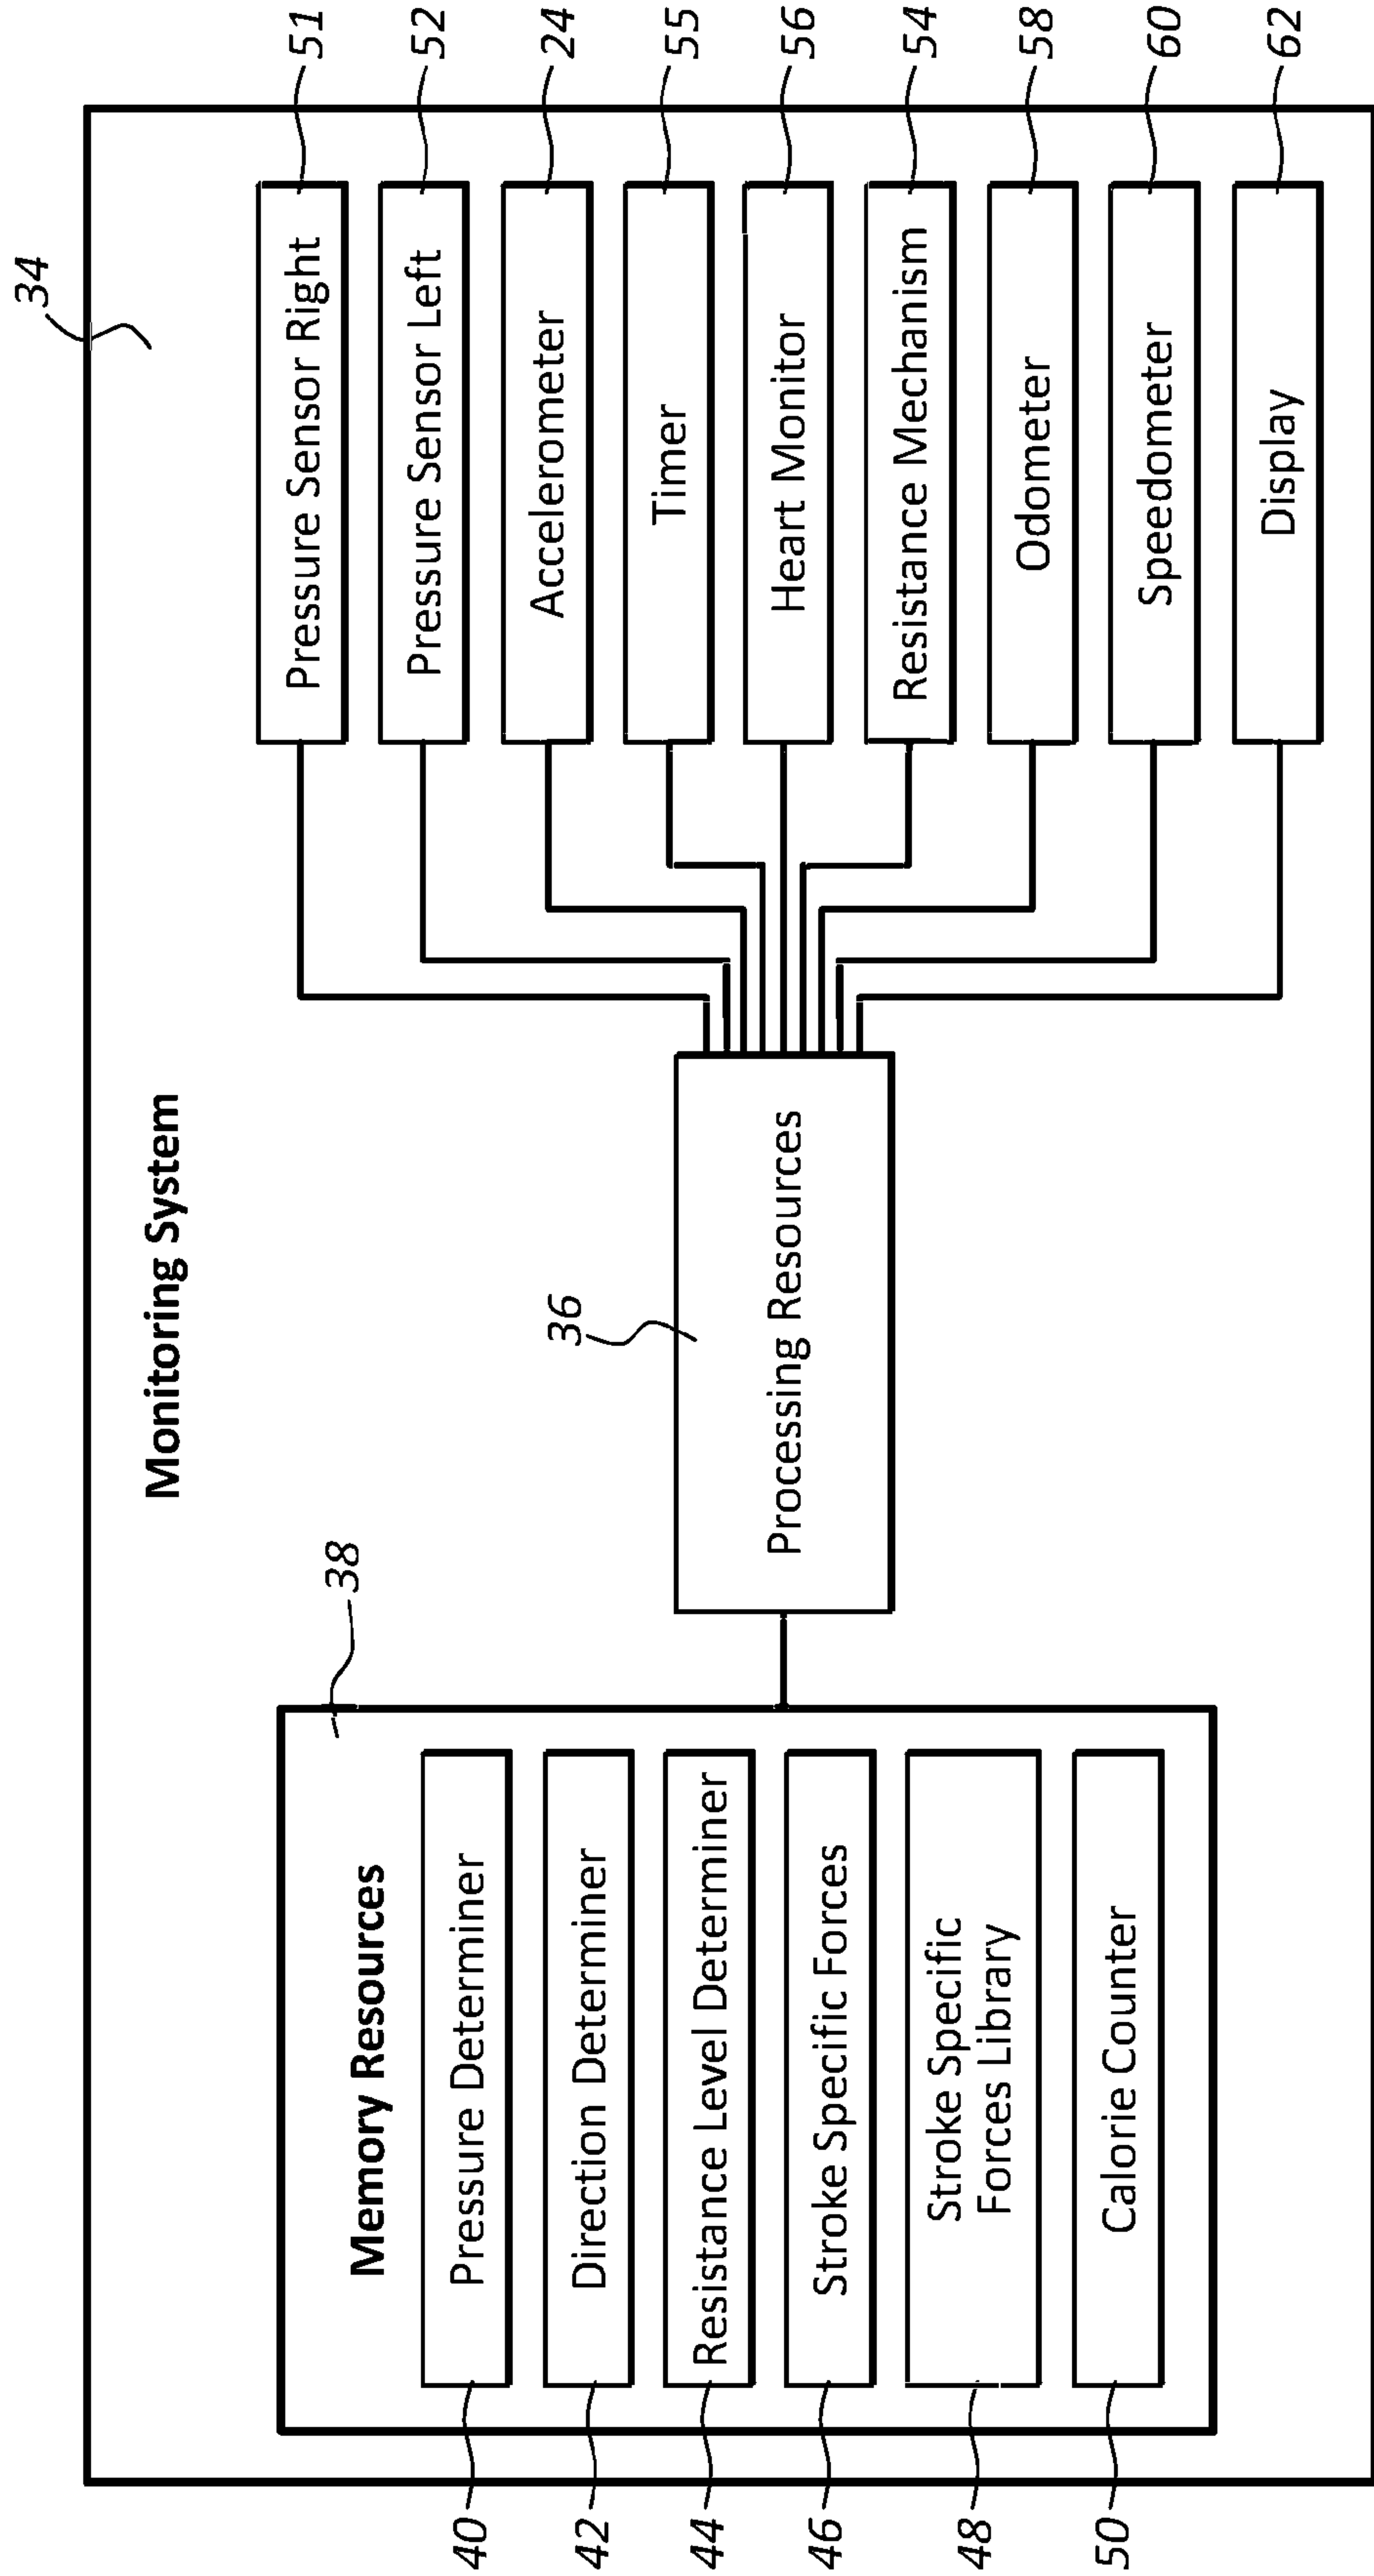 34
Monitoring System
38
Memory Resources
40
Pressure Determiner
42
Direction Determiner
44
Resistance Level Determiner
46
Stroke Specific Forces
48
Stroke Specific
Forces Library
50
Calorie Counter
36
Processing Resources
Pressure Sensor Right
51
Pressure Sensor Left
52
Accelerometer
24
Timer
55
Heart Monitor
56
Resistance Mechanism
54
Odometer
58
Speedometer
60
Display
62